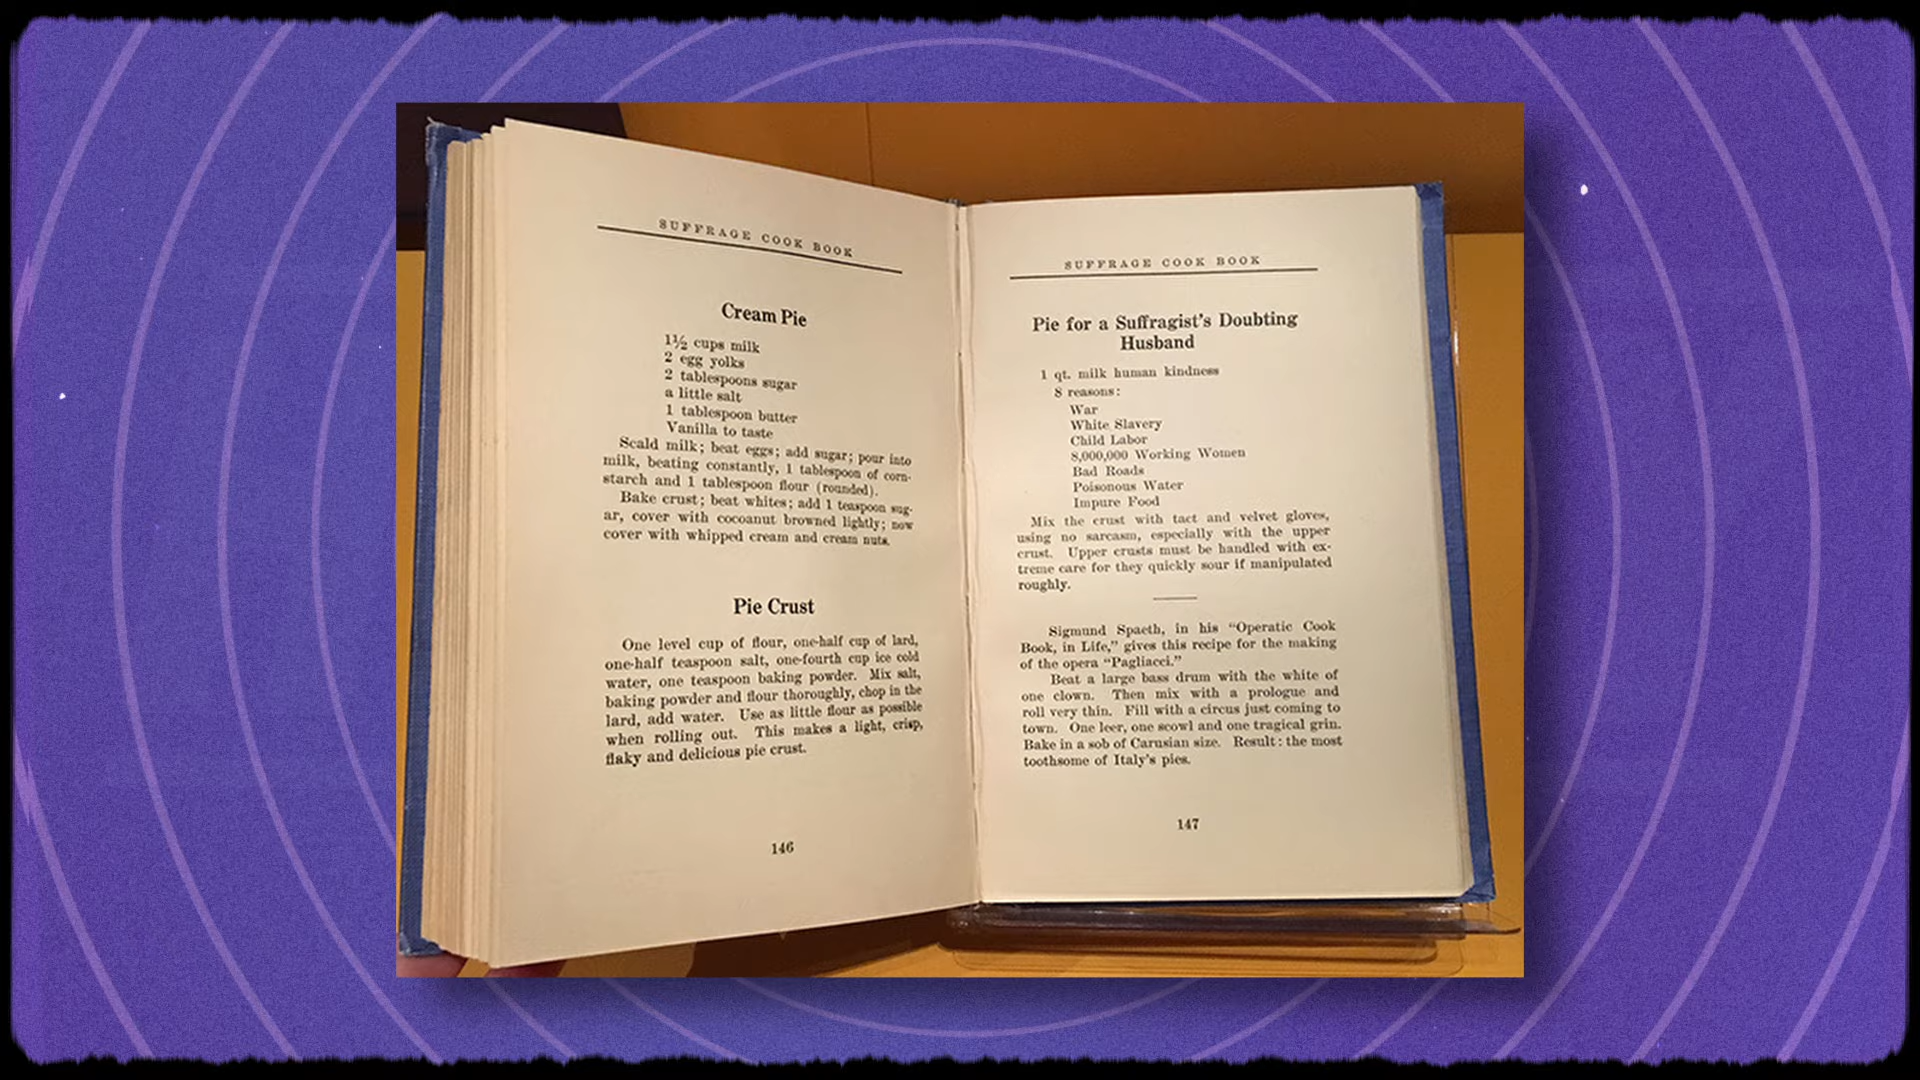 SUFFRAGE COOK BOOK
Cream Pie
1½ cups milk
2 egg yolks
2 tablespoons sugar
a little salt
1 tablespoon butter
Vanilla to taste
Scald milk; beat eggs; add sugar; pour into
milk, beating constantly, 1 tablespoon of corn-
starch and 1 tablespoon flour (rounded).
Bake crust; beat whites; add 1 teaspoon sug-
ar, cover with cocoanut browned lightly; now
cover with whipped cream and cream nuts.
Pie Crust
One level cup of flour, one-half cup of lard,
one-half teaspoon salt, one-fourth cup ice cold
water, one teaspoon baking powder. Mix salt,
baking powder and flour thoroughly, chop in the
lard, add water. Use as little flour as possible
when rolling out. This makes a light, crisp,
flaky and delicious pie crust.
146
SUFFRAGE COOK BOOK
Pie for a Suffragist's Doubting
Husband
1 qt. milk human kindness
8 reasons:
War
White Slavery
Child Labor
8,000,000 Working Women
Bad Roads
Poisonous Water
Impure Food
Mix the crust with tact and velvet gloves,
using no sarcasm, especially with the upper
crust. Upper crusts must be handled with ex-
treme care for they quickly sour if manipulated
roughly.
Sigmund Spaeth, in his "Operatic Cook
Book, in Life," gives this recipe for the making
of the opera "Pagliacci."
Beat a large bass drum with the white of
one clown. Then mix with a prologue and
roll very thin. Fill with a circus just coming to
town. One leer, one scowl and one tragical grin.
Bake in a sob of Carusian size. Result: the most
toothsome of Italy's pies.
147